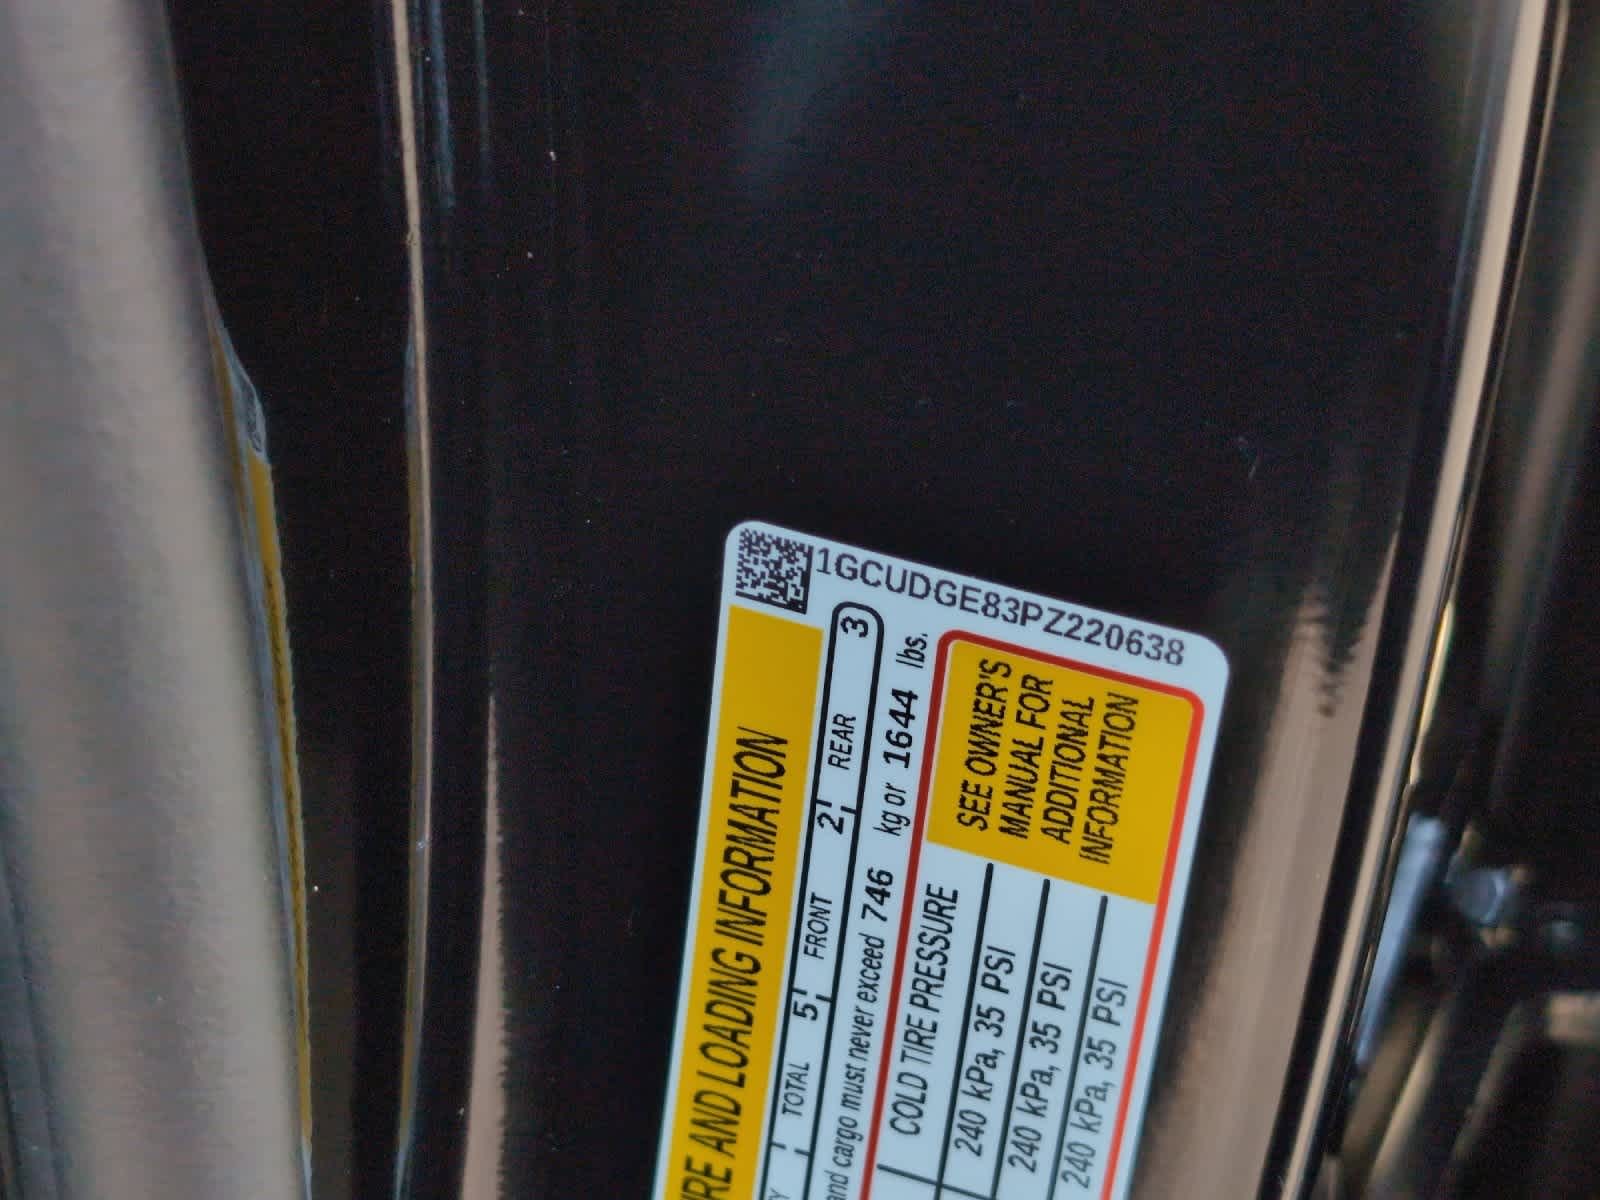 1GCUDGE83PZ220638
RE AND LOADING INFORMATION
TOTAL 5 FRONT 2 REAR 3
and cargo must never exceed 746 kg or 1644 lbs.
COLD TIRE PRESSURE
240 kPa, 35 PSI
240 kPa, 35 PSI
240 kPa, 35 PSI
SEE OWNER'S
MANUAL FOR
ADDITIONAL
INFORMATION